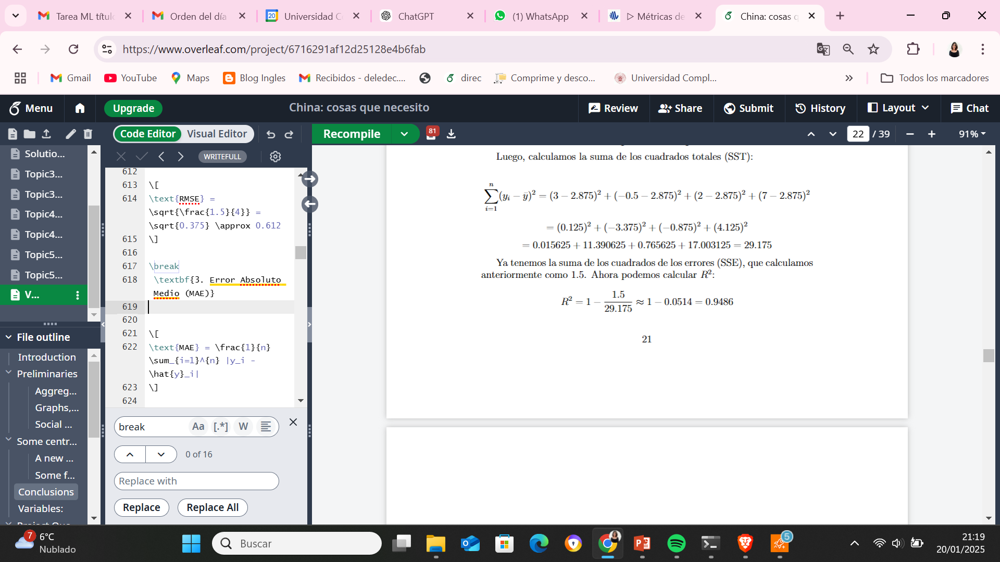 Tarea ML títul
Orden del día
Universidad C
ChatGPT
(1) WhatsApp
▷ Métricas de
China: cosas q
https://www.overleaf.com/project/6716291af12d25128e4b6fab
Gmail
YouTube
Maps
Blog Ingles
Recibidos - deledec....
direc
Comprime y desco...
Universidad Compl...
Todos los marcadores
Menu
Upgrade
China: cosas que necesito
Review
Share
Submit
History
Layout
Chat
Code Editor
Visual Editor
Recompile
81
22 / 39
91%
Solutio...
Topic3...
Topic3...
Topic4...
Topic4...
Topic5...
Topic5...
V...
File outline
Introduction
Preliminaries
Aggreg...
Graphs,...
Social ...
Some centr...
A new ...
Some f...
Conclusions
Variables:
WRITEFULL
612
613 \[
614 \text{RMSE} =
\sqrt{\frac{1.5}{4}} =
\sqrt{0.375} \approx 0.612
615 \]
616
617 \break
618 \textbf{3. Error Absoluto
Medio (MAE)}
619
620
621 \[
622 \text{MAE} = \frac{1}{n}
\sum_{i=1}^{n} |y_i -
\hat{y}_i|
623 \]
624
break
Aa
[.*]
W
0 of 16
Replace with
Replace
Replace All
Luego, calculamos la suma de los cuadrados totales (SST):
∑_{i=1}^{n} (y_i − ȳ)² = (3 − 2.875)² + (−0.5 − 2.875)² + (2 − 2.875)² + (7 − 2.875)²
= (0.125)² + (−3.375)² + (−0.875)² + (4.125)²
= 0.015625 + 11.390625 + 0.765625 + 17.003125 = 29.175
Ya tenemos la suma de los cuadrados de los errores (SSE), que calculamos
anteriormente como 1.5. Ahora podemos calcular R²:
R² = 1 − 1.5/29.175 ≈ 1 − 0.0514 = 0.9486
21
7
6°C
Nublado
Buscar
5
21:19
20/01/2025